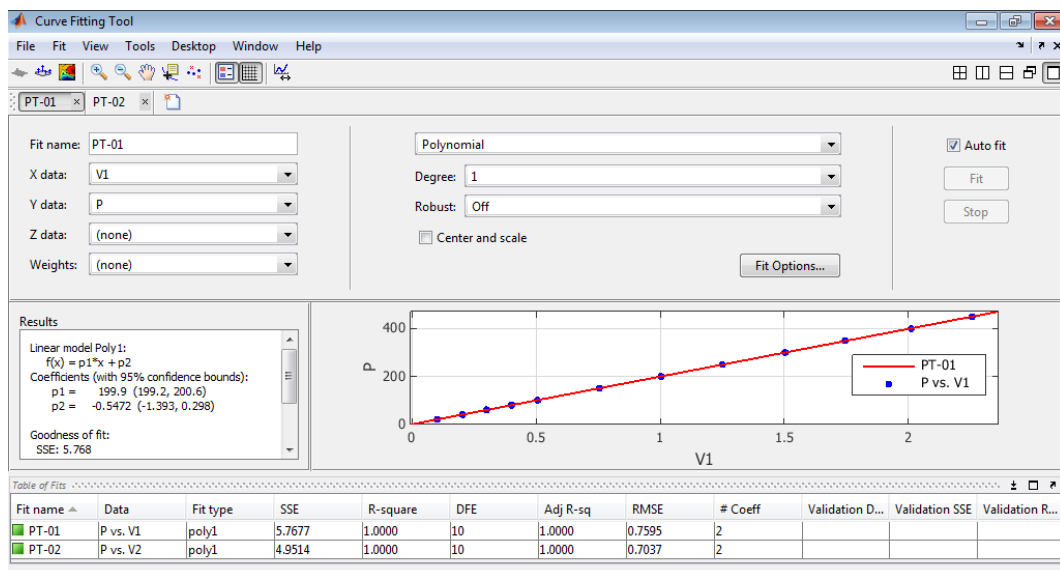 Curve Fitting Tool
File Fit View Tools Desktop Window Help
PT-01 × PT-02 ×
Fit name: PT-01
X data: V1
Y data: P
Z data: (none)
Weights: (none)
Polynomial
Degree: 1
Robust: Off
Center and scale
Fit Options...
Auto fit
Fit
Stop
Results
Linear model Poly1:
f(x) = p1*x + p2
Coefficients (with 95% confidence bounds):
p1 = 199.9 (199.2, 200.6)
p2 = -0.5472 (-1.393, 0.298)
Goodness of fit:
SSE: 5.768
400
200
0
P
0 0.5 1 1.5 2
V1
PT-01
P vs. V1
Table of Fits
Fit name Data Fit type SSE R-square DFE Adj R-sq RMSE # Coeff Validation D... Validation SSE Validation R...
PT-01 P vs. V1 poly1 5.7677 1.0000 10 1.0000 0.7595 2
PT-02 P vs. V2 poly1 4.9514 1.0000 10 1.0000 0.7037 2